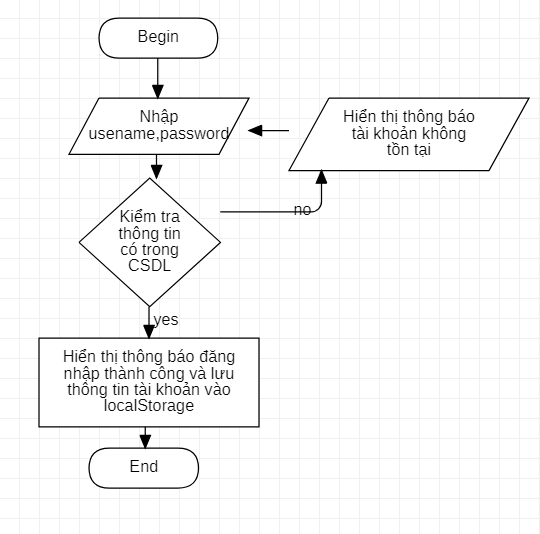 Begin
Nhập
usename,password
Hiển thị thông báo
tài khoản không
tồn tại
Kiểm tra
thông tin
có trong
CSDL
no
yes
Hiển thị thông báo đăng
nhập thành công và lưu
thông tin tài khoản vào
localStorage
End